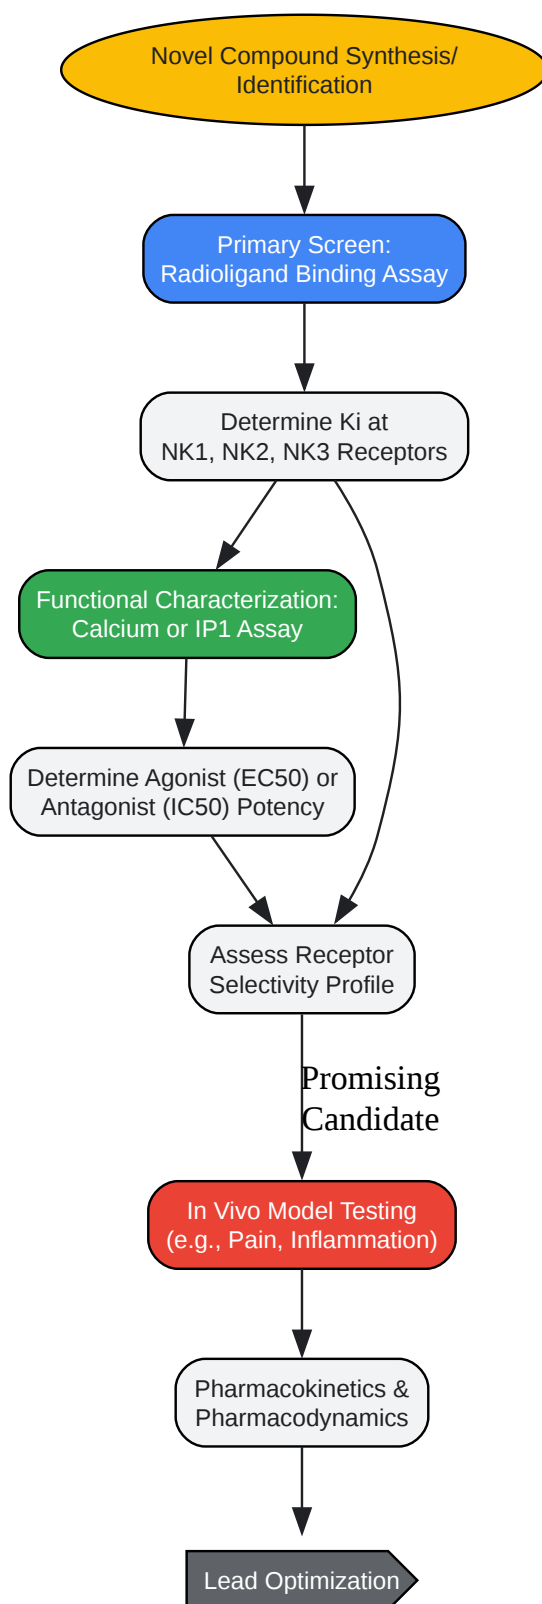 Novel Compound Synthesis/
Identification
Primary Screen:
Radioligand Binding Assay
Determine Ki at
NK1, NK2, NK3 Receptors
Functional Characterization:
Calcium or IP1 Assay
Determine Agonist (EC50) or
Antagonist (IC50) Potency
Assess Receptor
Selectivity Profile
Promising
Candidate
In Vivo Model Testing
(e.g., Pain, Inflammation)
Pharmacokinetics &
Pharmacodynamics
Lead Optimization